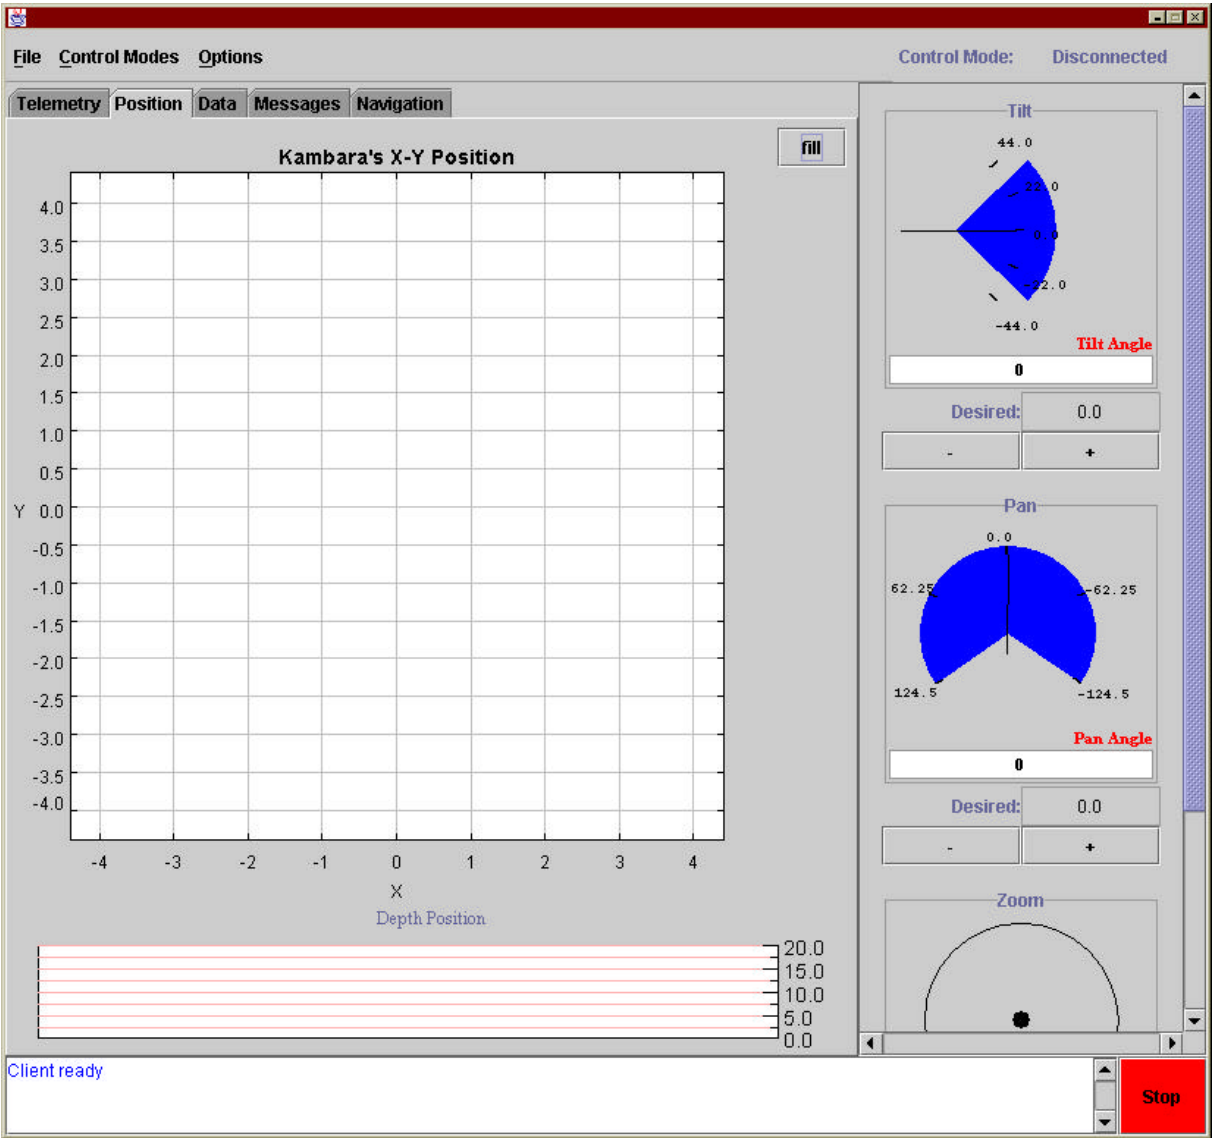 File Control Modes Options Control Mode: Disconnected
Telemetry Position Data Messages Navigation
fill
Kambara's X-Y Position
4.0
3.5
3.0
2.5
2.0
1.5
1.0
0.5
Y 0.0
-0.5
-1.0
-1.5
-2.0
-2.5
-3.0
-3.5
-4.0
-4 -3 -2 -1 0 1 2 3 4
X
Depth Position
20.0
15.0
10.0
5.0
0.0
Tilt
44.0
22.0
0.0
-22.0
-44.0
Tilt Angle
0
Desired: 0.0
- +
Pan
0.0
62.25 -62.25
124.5 -124.5
Pan Angle
0
Desired: 0.0
- +
Zoom
Client ready
Stop